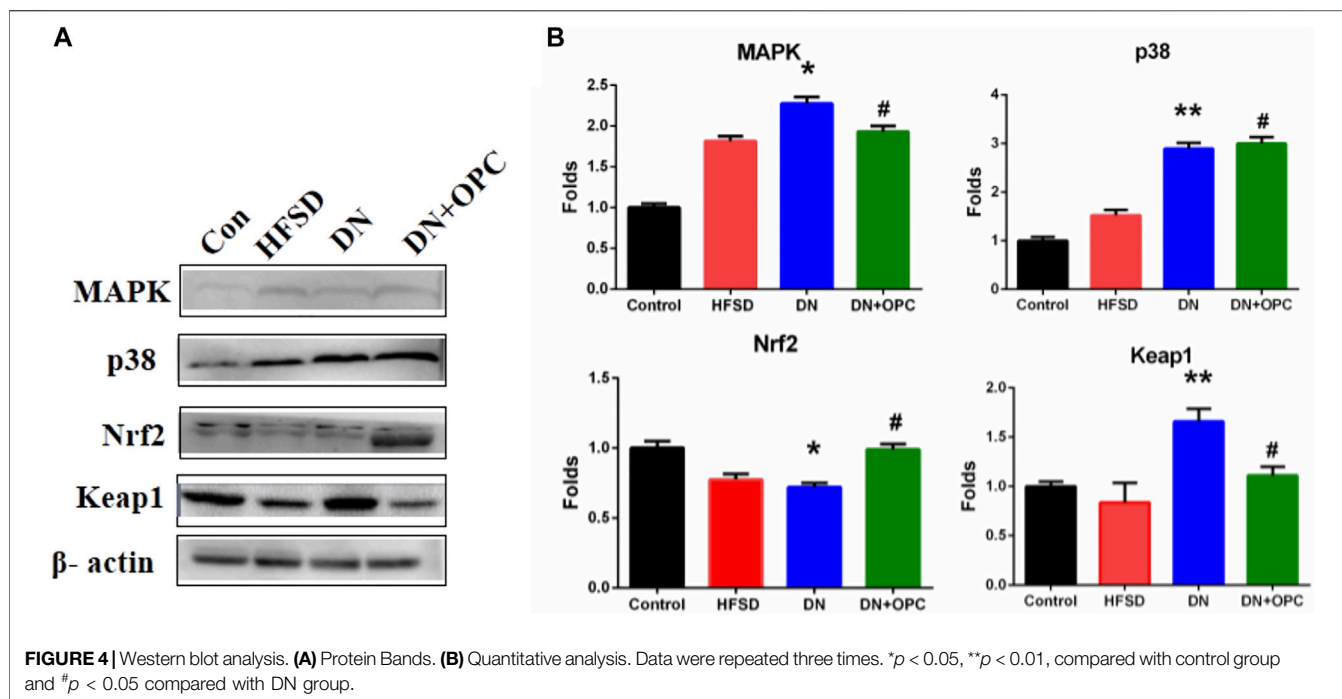 A
Con HFSD DN DN+OPC
MAPK
p38
Nrf2
Keap1
β- actin
B
MAPK
*
#
Folds
2.5
2.0
1.5
1.0
0.5
0.0
Control HFSD DN DN+OPC
p38
**
#
Folds
4
3
2
1
0
Control HFSD DN DN+OPC
Nrf2
*
#
Folds
1.5
1.0
0.5
0.0
Control HFSD DN DN+OPC
Keap1
**
#
Folds
2.0
1.5
1.0
0.5
0.0
Control HFSD DN DN+OPC
FIGURE 4 | Western blot analysis. (A) Protein Bands. (B) Quantitative analysis. Data were repeated three times. *p < 0.05, **p < 0.01, compared with control group
and #p < 0.05 compared with DN group.